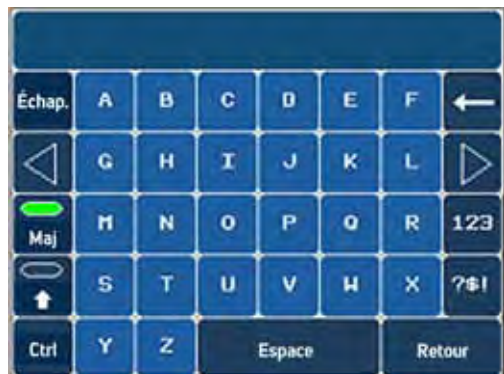 Échap. A B C D E F
G H I J K L
Maj M N O P Q R 123
S T U V W X ?$!
Ctrl Y Z Espace Retour